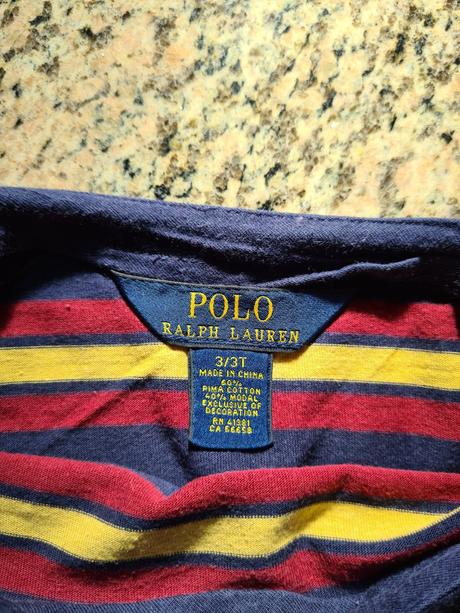 POLO
RALPH LAUREN
3/3T
MADE IN CHINA
60%
PIMA COTTON
40% MODAL
EXCLUSIVE OF
DECORATION
RN 41381
CA 56658